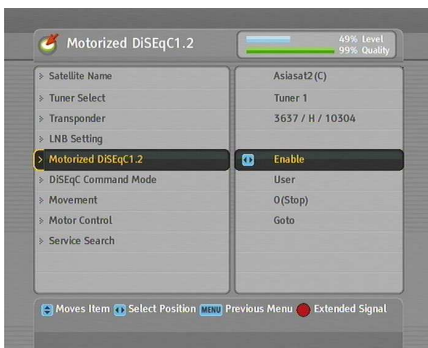 Motorized DiSEqC1.2
49% Level
99% Quality
Satellite Name Asiasat2(C)
Tuner Select Tuner 1
Transponder 3637 / H / 10304
LNB Setting
Motorized DiSEqC1.2 Enable
DiSEqC Command Mode User
Movement 0(Stop)
Motor Control Goto
Service Search
Moves Item Select Position MENU Previous Menu Extended Signal